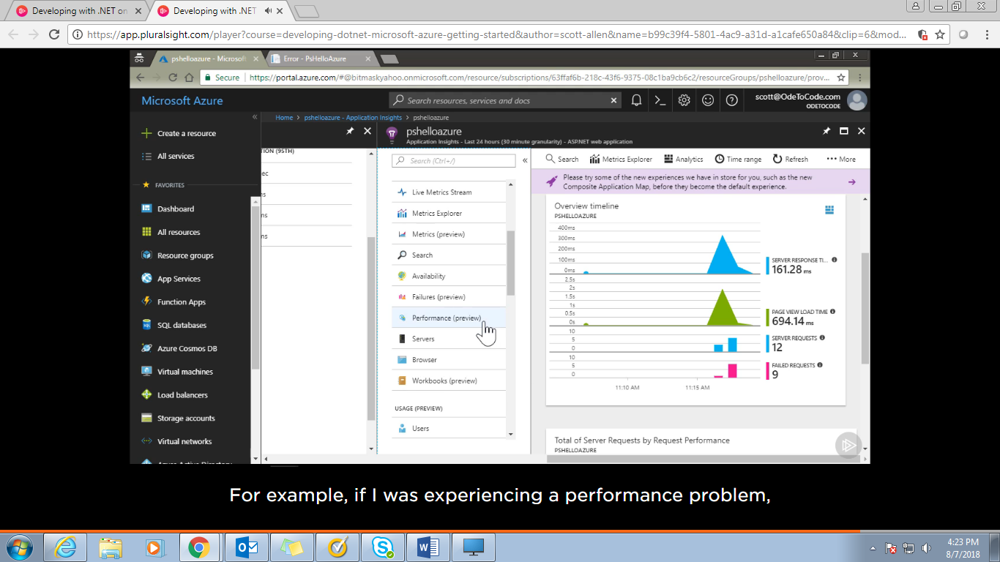 Developing with .NET on
Developing with .NET
https://app.pluralsight.com/player?course=developing-dotnet-microsoft-azure-getting-started&author=scott-allen&name=b99c39f4-5801-4ac9-a31d-a1cafe650a84&clip=6&mod...
pshelloazure - Microsoft
Error - PsHelloAzure
Secure
https://portal.azure.com/#@bitmaskyahoo.onmicrosoft.com/resource/subscriptions/63ffaf6b-218c-43f6-9375-08c1ba9cb6c2/resourceGroups/pshelloazure/prov...
Microsoft Azure
Search resources, services and docs
scott@OdeToCode.com
ODETOCODE
Home > pshelloazure - Application Insights > pshelloazure
Create a resource
All services
FAVORITES
Dashboard
All resources
Resource groups
App Services
Function Apps
SQL databases
Azure Cosmos DB
Virtual machines
Load balancers
Storage accounts
Virtual networks
Azure Active Directory
TION (95TH)
ec
ms
ms
pshelloazure
Application Insights - Last 24 hours (30 minute granularity) - ASP.NET web application
Search (Ctrl+/)
Live Metrics Stream
Metrics Explorer
Metrics (preview)
Search
Availability
Failures (preview)
Performance (preview)
Servers
Browser
Workbooks (preview)
USAGE (PREVIEW)
Users
Search
Metrics Explorer
Analytics
Time range
Refresh
More
Please try some of the new experiences we have in store for you, such as the new
Composite Application Map, before they become the default experience.
Overview timeline
PSHELLOAZURE
400ms
300ms
200ms
100ms
0ms
SERVER RESPONSE TI...
161.28 ms
2.5s
2s
1.5s
1s
0.5s
0s
PAGE VIEW LOAD TIME
694.14 ms
10
5
0
SERVER REQUESTS
12
10
5
0
FAILED REQUESTS
9
11:10 AM
11:15 AM
Total of Server Requests by Request Performance
PSHELLOAZURE
For example, if I was experiencing a performance problem,
4:23 PM
8/7/2018